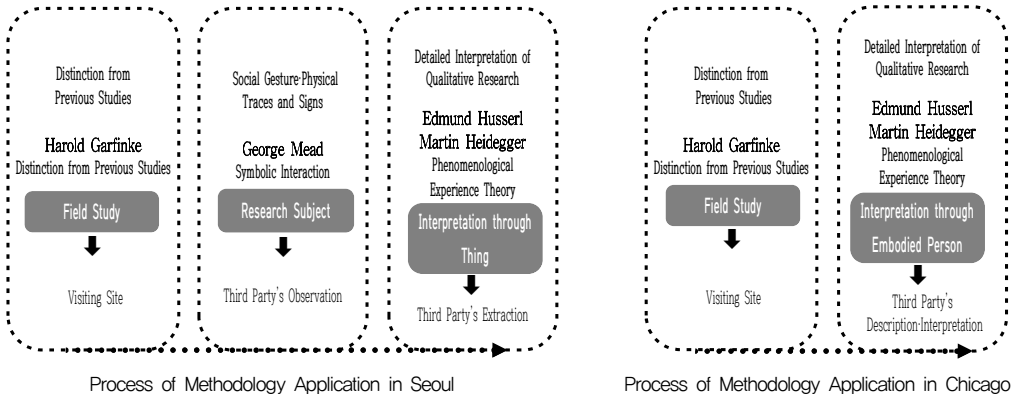 Distinction from
Previous Studies
Harold Garfinke
Distinction from Previous Studies
Field Study
Visiting Site
Social Gesture·Physical
Traces and Signs
George Mead
Symbolic Interaction
Research Subject
Third Party's Observation
Detailed Interpretation of
Qualitative Research
Edmund Husserl
Martin Heidegger
Phenomenological
Experience Theory
Interpretation through
Thing
Third Party's Extraction
Process of Methodology Application in Seoul
Distinction from
Previous Studies
Harold Garfinke
Distinction from Previous Studies
Field Study
Visiting Site
Detailed Interpretation of
Qualitative Research
Edmund Husserl
Martin Heidegger
Phenomenological
Experience Theory
Interpretation through
Embodied Person
Third Party's
Description·Interpretation
Process of Methodology Application in Chicago